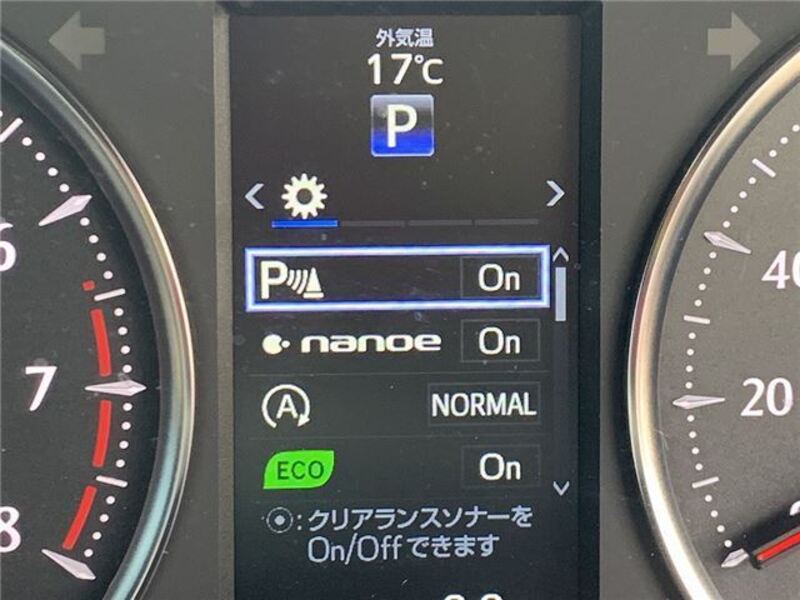 外気温
17℃
P
P On
nanoe On
A NORMAL
ECO On
:クリアランスソナーを
On/Offできます
6
7
8
40
20